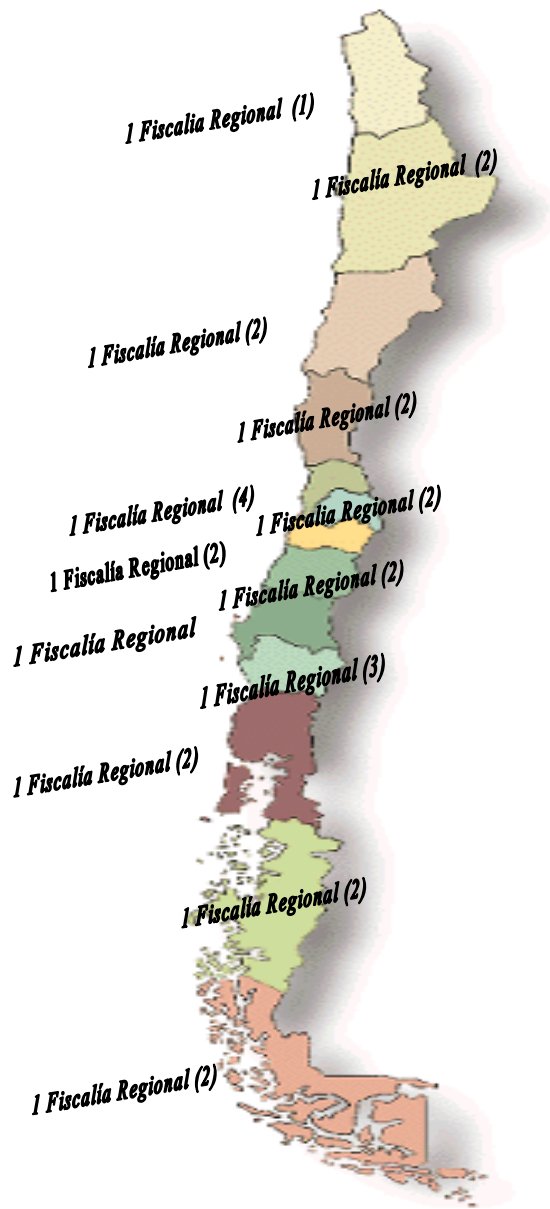 1 Fiscalia Regional (1)
1 Fiscalía Regional (2)
1 Fiscalía Regional (2)
1 Fiscalía Regional (2)
1 Fiscalía Regional (4)
1 Fiscalia Regional (2)
1 Fiscalía Regional (2)
1 Fiscalía Regional (2)
1 Fiscalía Regional
1 Fiscalía Regional (3)
1 Fiscalía Regional (2)
1 Fiscalía Regional (2)
1 Fiscalía Regional (2)